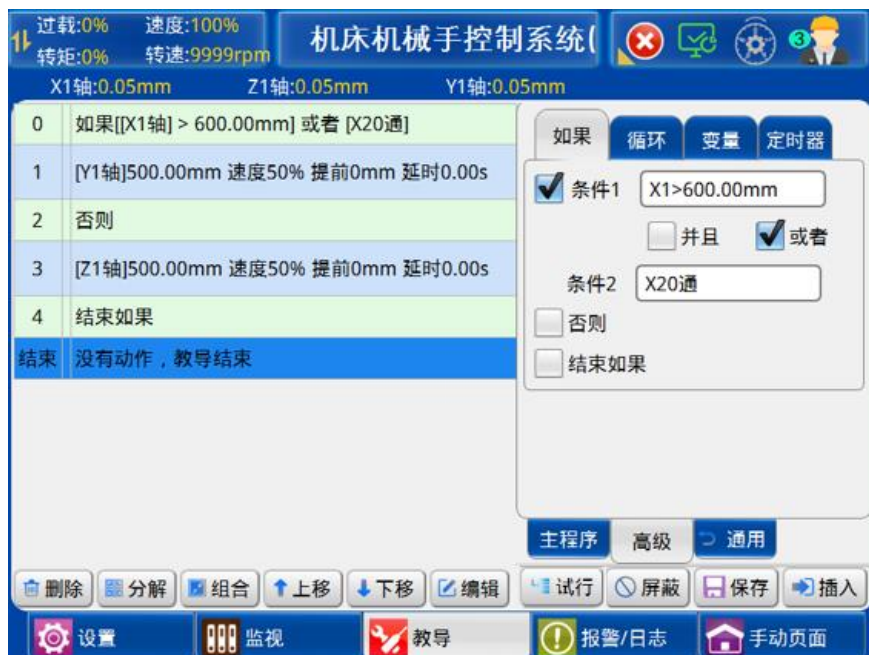 过载:0% 速度:100%
转矩:0% 转速:9999rpm
机床机械手控制系统(
3
X1轴:0.05mm Z1轴:0.05mm Y1轴:0.05mm
0 如果[[X1轴] > 600.00mm] 或者 [X20通]
1 [Y1轴]500.00mm 速度50% 提前0mm 延时0.00s
2 否则
3 [Z1轴]500.00mm 速度50% 提前0mm 延时0.00s
4 结束如果
结束 没有动作，教导结束
如果 循环 变量 定时器
条件1 X1>600.00mm
并且 或者
条件2 X20通
否则
结束如果
主程序 高级 通用
删除 分解 组合 上移 下移 编辑 试行 屏蔽 保存 插入
设置 监视 教导 报警/日志 手动页面